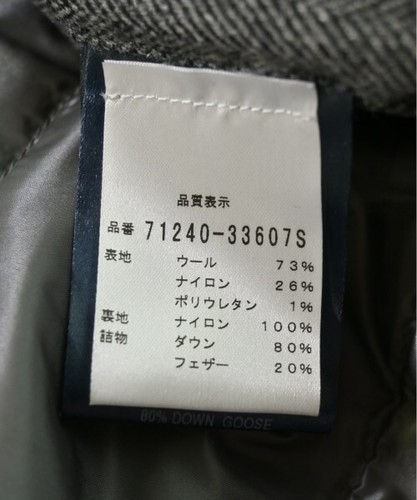 品質表示
品番 71240-33607S
表地 ウール 73%
ナイロン 26%
ポリウレタン 1%
裏地 ナイロン 100%
詰物 ダウン 80%
フェザー 20%
80% DOWN GOOSE